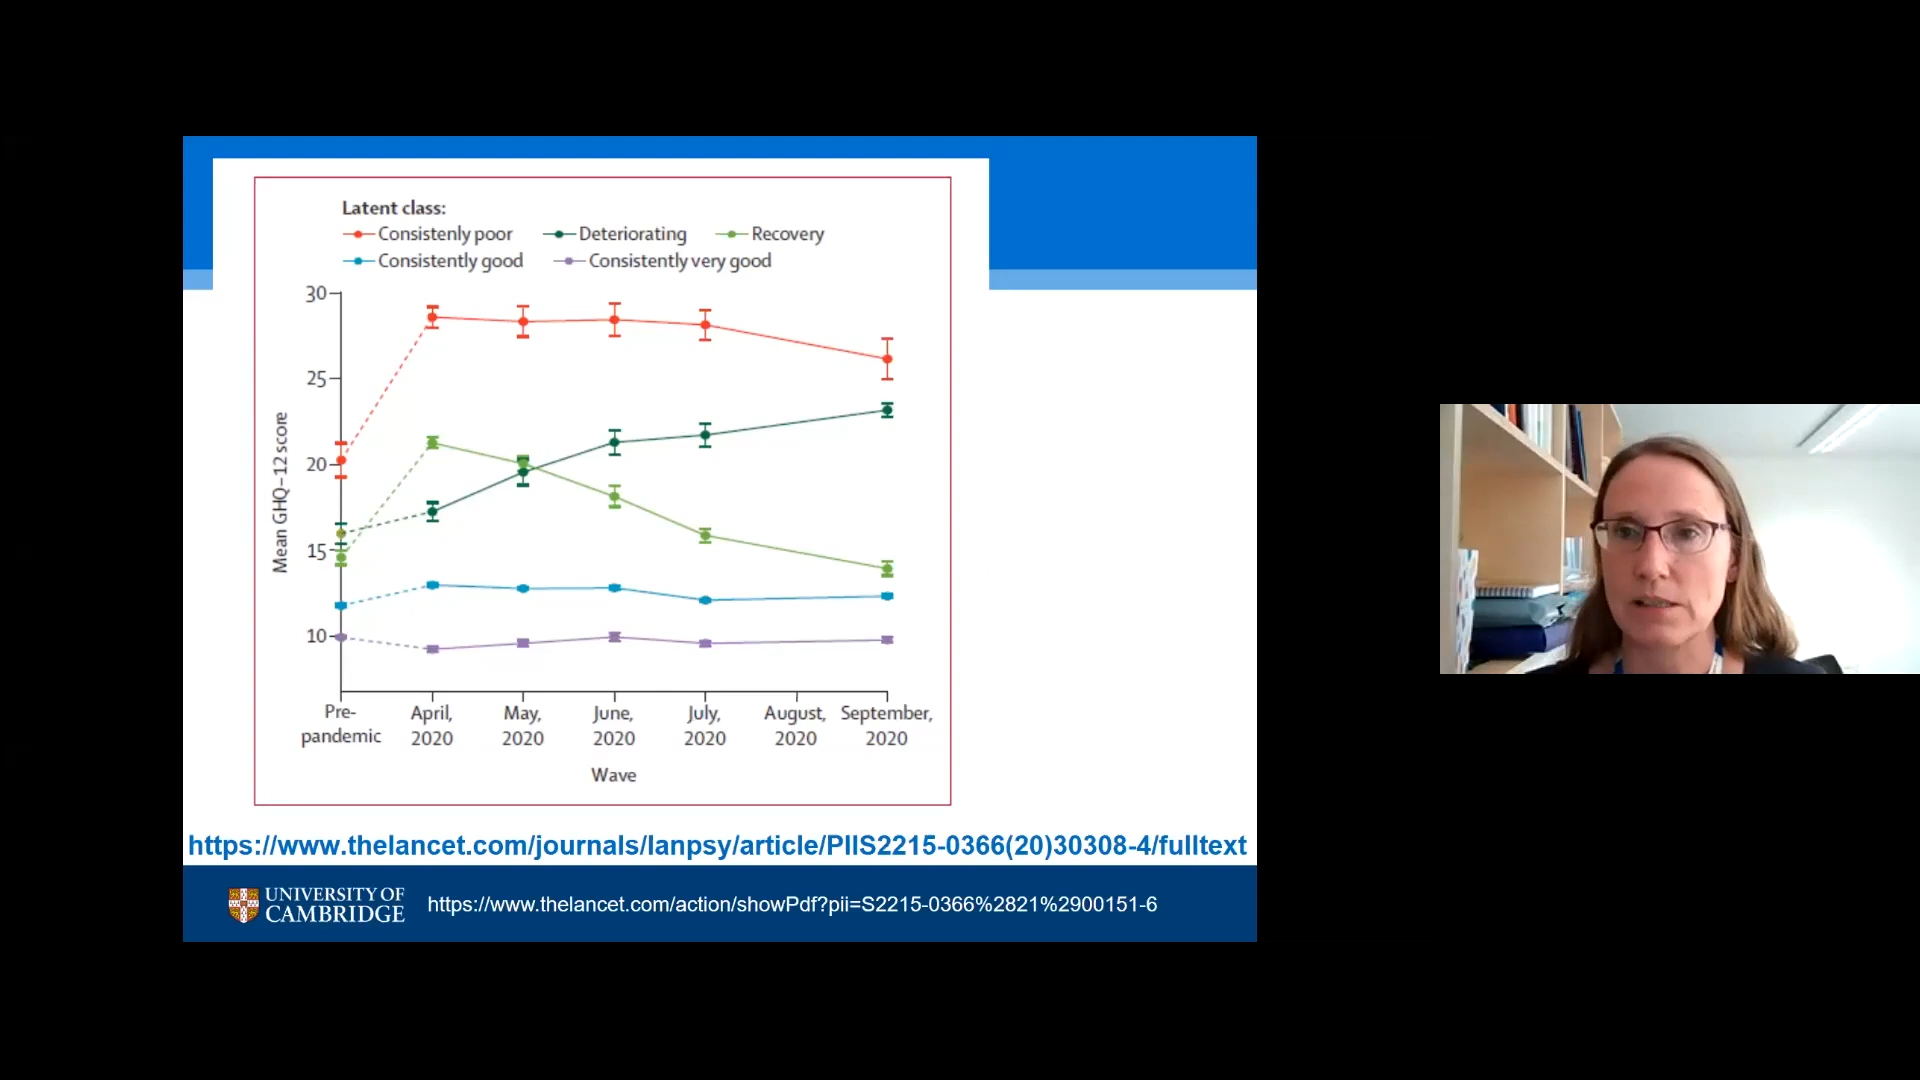 Latent class:
Consistenly poor Deteriorating Recovery
Consistently good Consistently very good
30
25
20
15
10
Mean GHQ-12 score
Pre-pandemic April, 2020 May, 2020 June, 2020 July, 2020 August, 2020 September, 2020
Wave
https://www.thelancet.com/journals/lanpsy/article/PIIS2215-0366(20)30308-4/fulltext
UNIVERSITY OF
CAMBRIDGE
https://www.thelancet.com/action/showPdf?pii=S2215-0366%2821%2900151-6